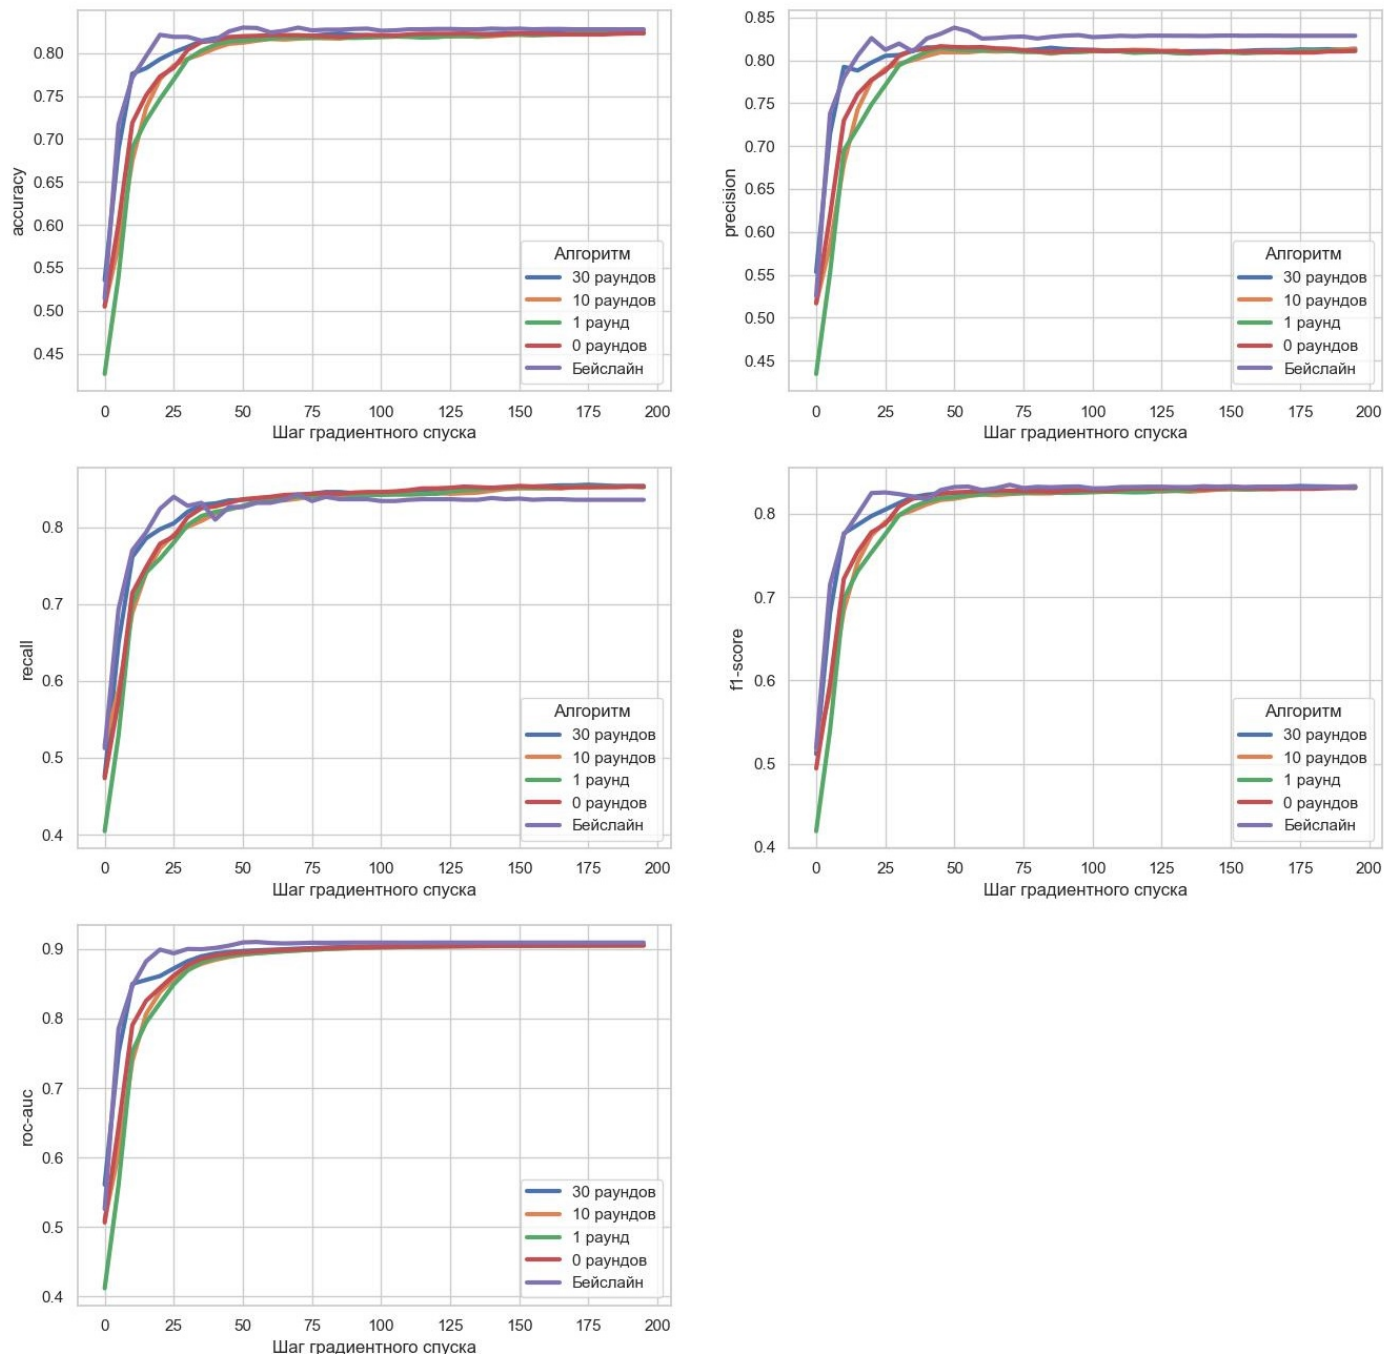 0.80
0.75
0.70
0.65
0.60
0.55
0.50
0.45
accuracy
0
25
50
75
100
125
150
175
200
Шаг градиентного спуска
Алгоритм
30 раундов
10 раундов
1 раунд
0 раундов
Бейслайн
0.85
0.80
0.75
0.70
0.65
0.60
0.55
0.50
0.45
precision
0
25
50
75
100
125
150
175
200
Шаг градиентного спуска
Алгоритм
30 раундов
10 раундов
1 раунд
0 раундов
Бейслайн
0.8
0.7
0.6
0.5
0.4
recall
0
25
50
75
100
125
150
175
200
Шаг градиентного спуска
Алгоритм
30 раундов
10 раундов
1 раунд
0 раундов
Бейслайн
0.8
0.7
0.6
0.5
0.4
f1-score
0
25
50
75
100
125
150
175
200
Шаг градиентного спуска
Алгоритм
30 раундов
10 раундов
1 раунд
0 раундов
Бейслайн
0.9
0.8
0.7
0.6
0.5
0.4
roc-auc
0
25
50
75
100
125
150
175
200
Шаг градиентного спуска
30 раундов
10 раундов
1 раунд
0 раундов
Бейслайн